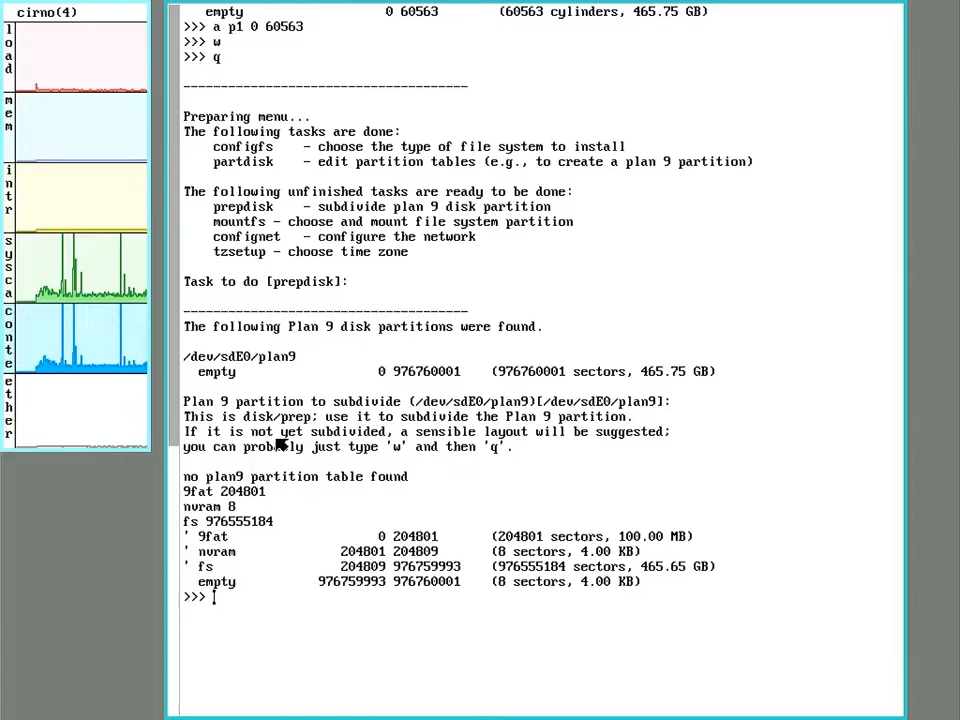 cirno(4)
load
mem
intr
sysca
conte
ether
empty 0 60563 (60563 cylinders, 465.75 GB)
>>> a p1 0 60563
>>> w
>>> q
--------------------------------------
Preparing menu...
The following tasks are done:
configfs - choose the type of file system to install
partdisk - edit partition tables (e.g., to create a plan 9 partition)
The following unfinished tasks are ready to be done:
prepdisk - subdivide plan 9 disk partition
mountfs - choose and mount file system partition
confignet - configure the network
tzsetup - choose time zone
Task to do [prepdisk]:
--------------------------------------
The following Plan 9 disk partitions were found.
/dev/sdE0/plan9
empty 0 976760001 (976760001 sectors, 465.75 GB)
Plan 9 partition to subdivide (/dev/sdE0/plan9)[/dev/sdE0/plan9]:
This is disk/prep; use it to subdivide the Plan 9 partition.
If it is not yet subdivided, a sensible layout will be suggested;
you can probably just type 'w' and then 'q'.
no plan9 partition table found
9fat 204801
nvram 8
fs 976555184
' 9fat 0 204801 (204801 sectors, 100.00 MB)
' nvram 204801 204809 (8 sectors, 4.00 KB)
' fs 204809 976759993 (976555184 sectors, 465.65 GB)
empty 976759993 976760001 (8 sectors, 4.00 KB)
>>>